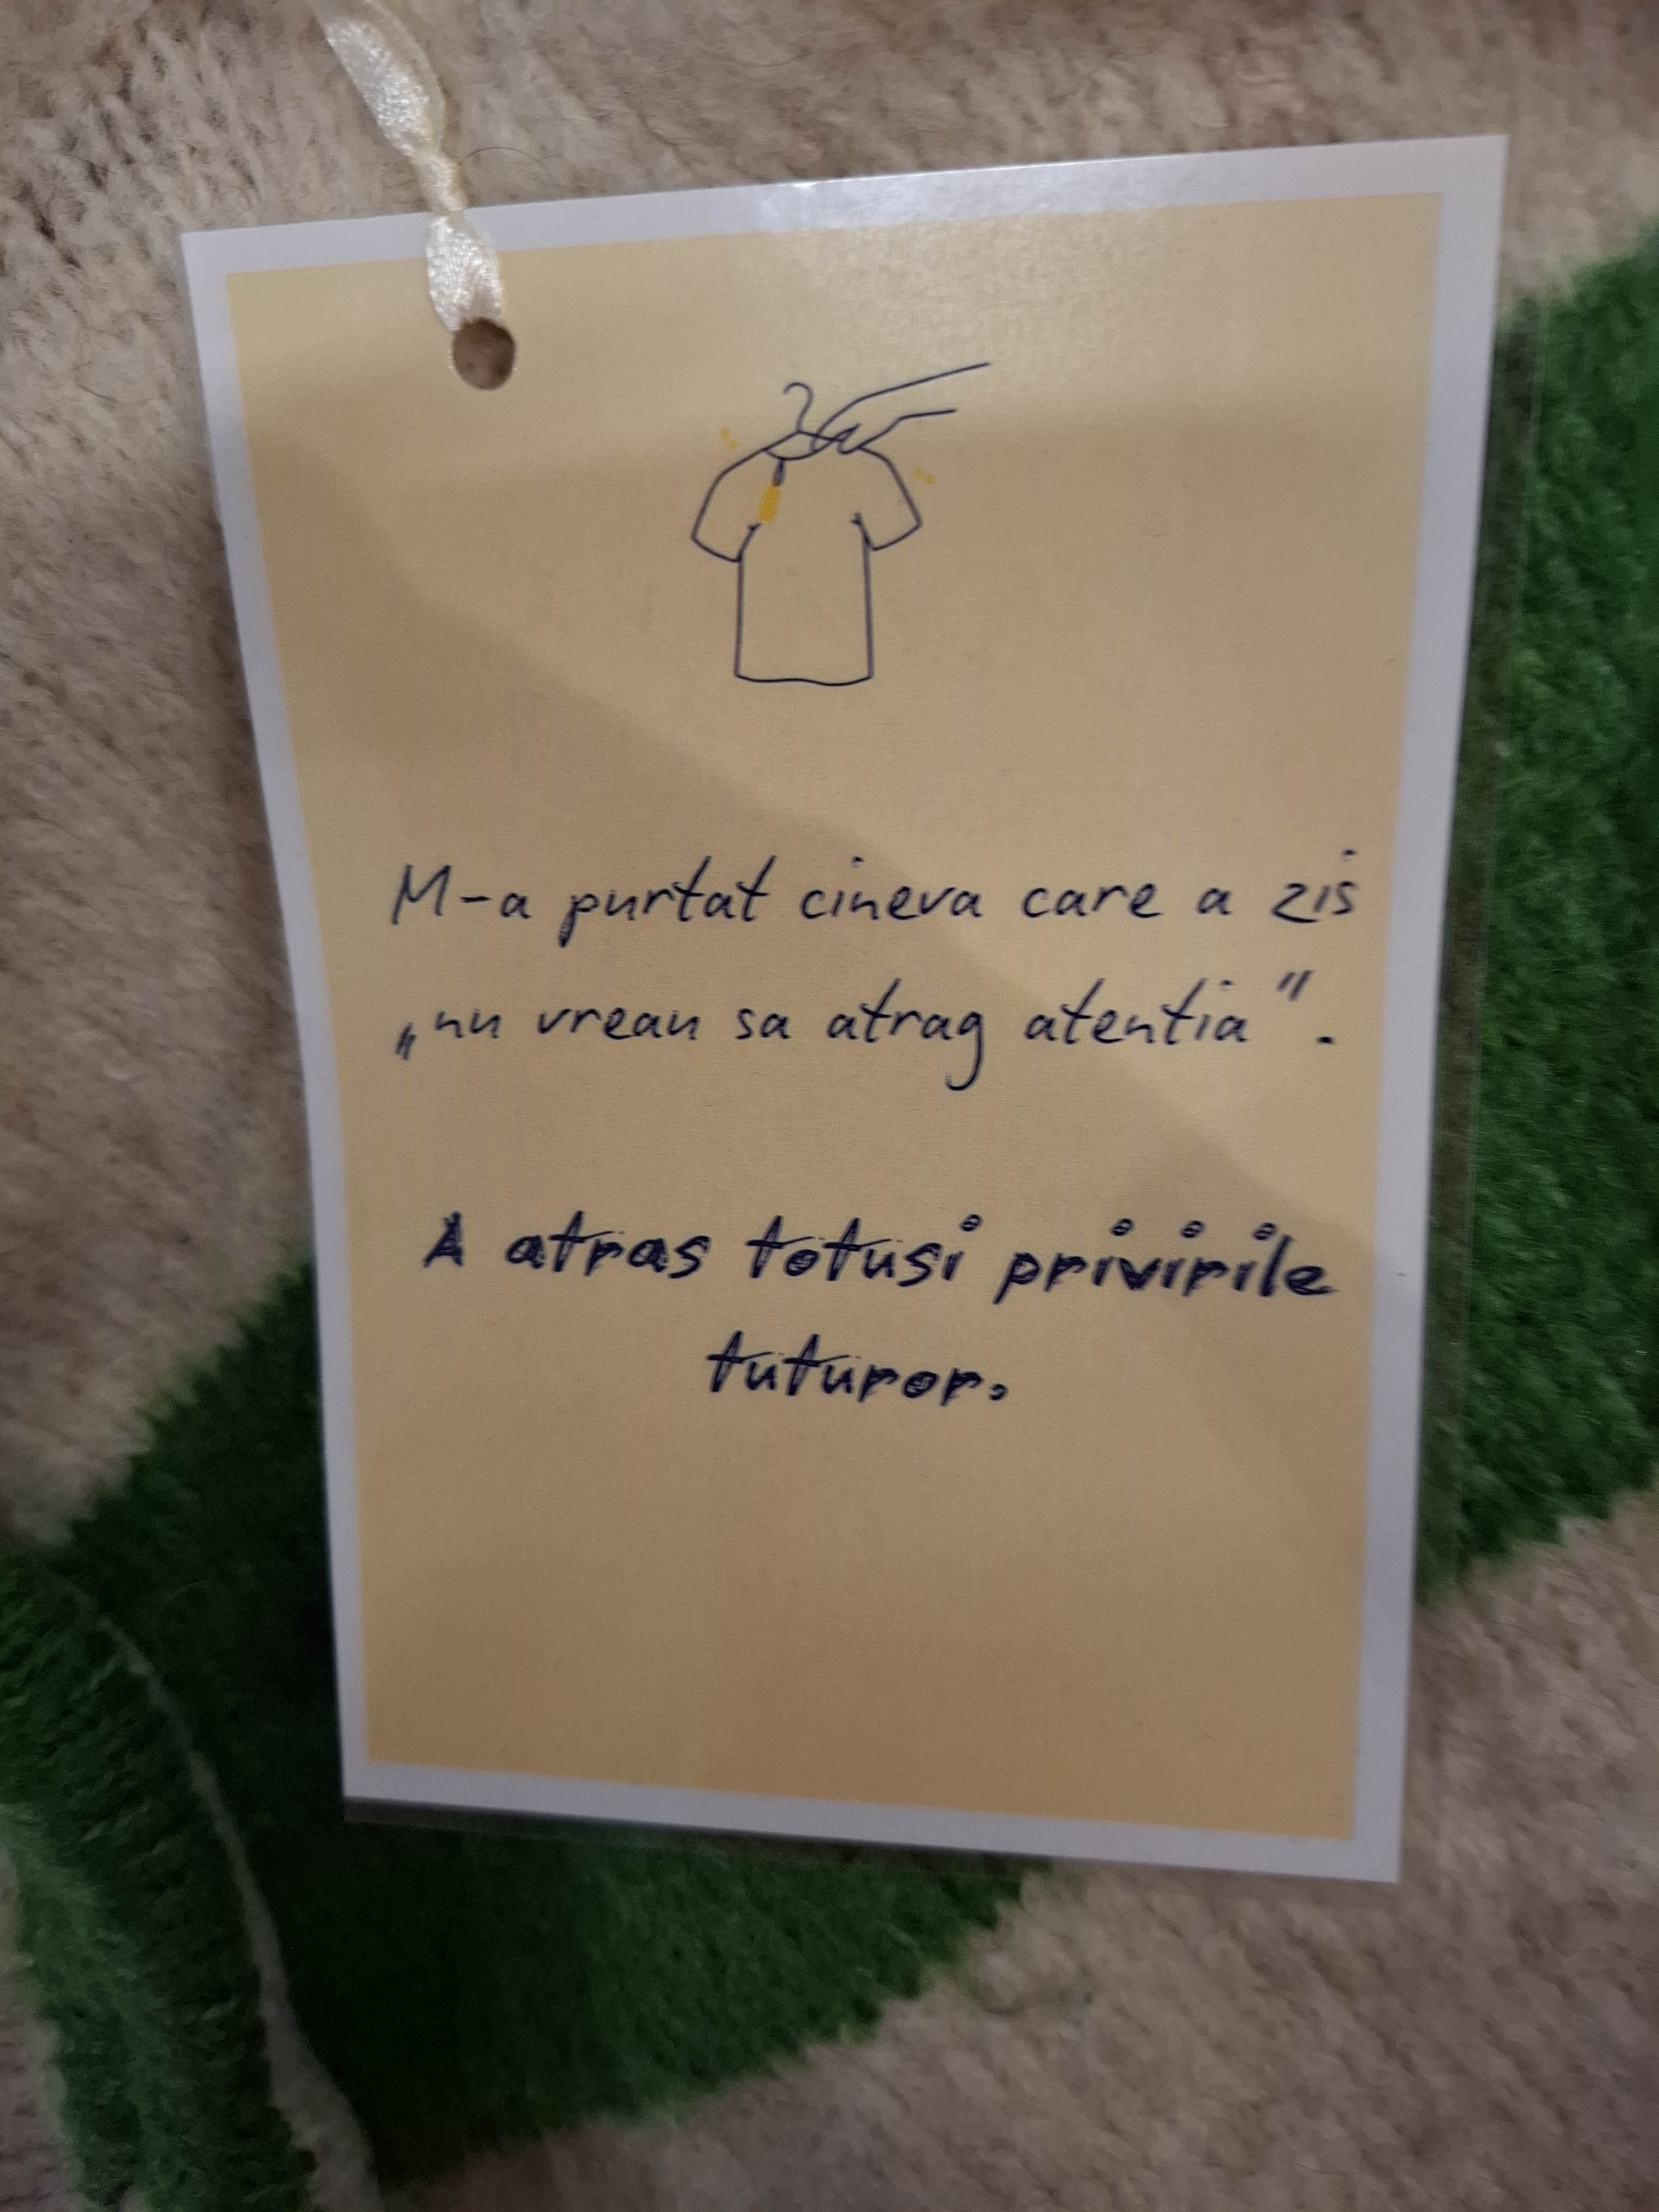 M-a purtat cineva care a zis
„nu vreau sa atrag atentia".
A atras totusi privirile
tuturor.